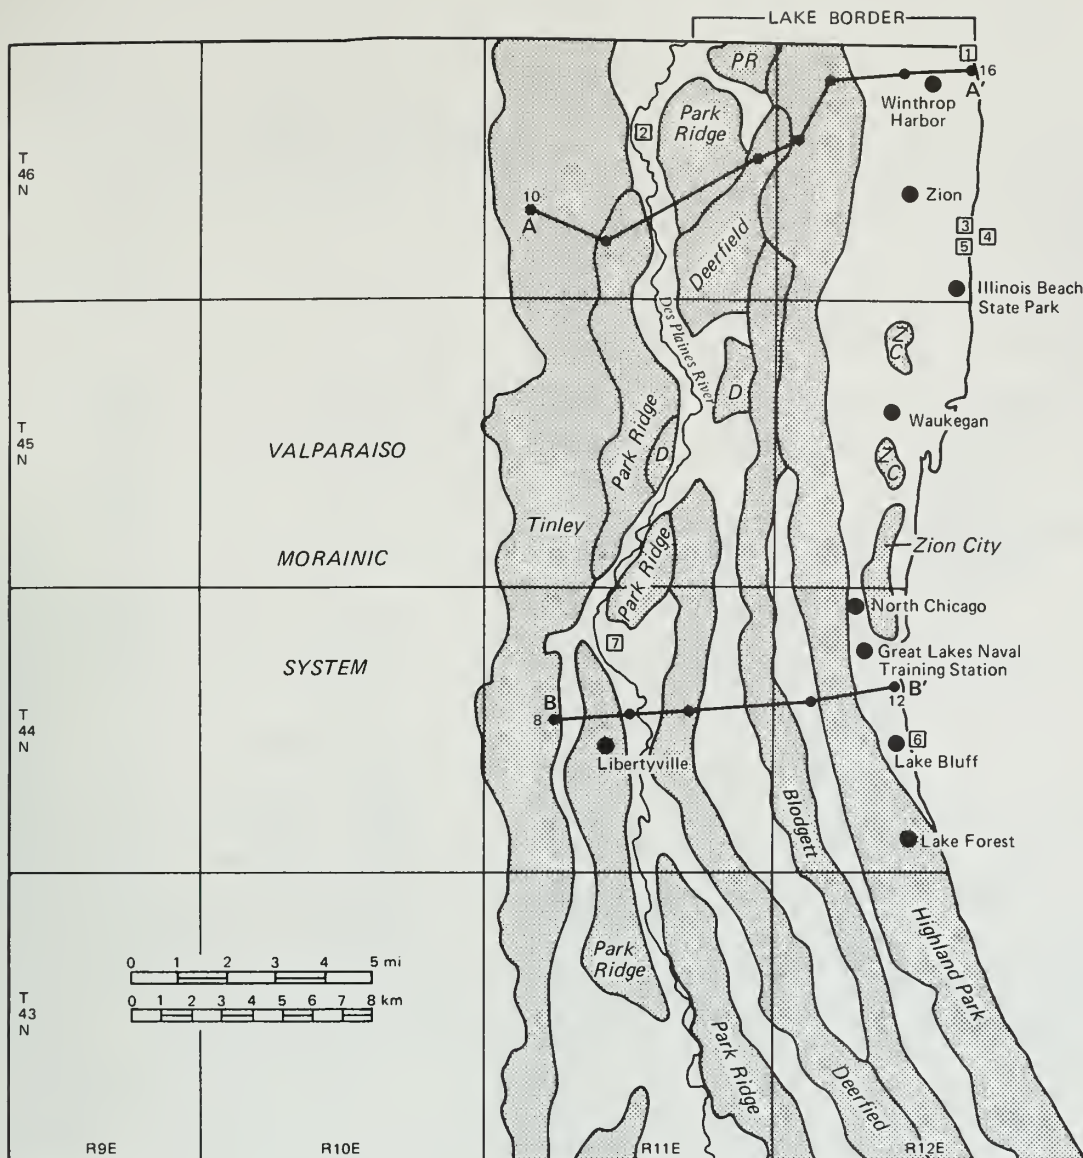 LAKE BORDER
PR
1
16
A'
Winthrop
Harbor
Park
Ridge
2
T
46
N
10
A
Zion
3
4
5
Deerfield
Illinois Beach
State Park
Des Plaines River
Z
C
D
Waukegan
T
45
N
VALPARAISO
Park Ridge
D
Z
C
Tinley
Zion City
MORAINIC
Park Ridge
North Chicago
7
Great Lakes Naval
Training Station
SYSTEM
B
8
B'
12
T
44
N
6
Libertyville
Lake Bluff
Blodgett
Lake Forest
Highland Park
Park
Ridge
0 1 2 3 4 5 mi
0 1 2 3 4 5 6 7 8 km
T
43
N
Park Ridge
Deerfied
R9E
R10E
R11E
R12E